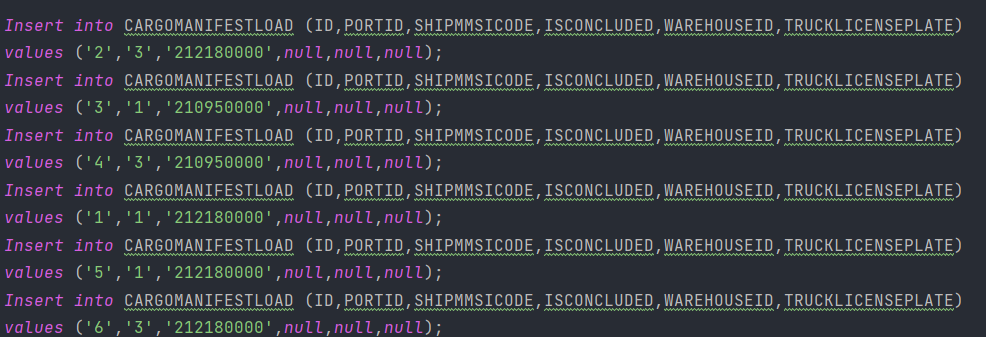 Insert into CARGOMANIFESTLOAD (ID,PORTID,SHIPMMSICODE,ISCONCLUDED,WAREHOUSEID,TRUCKLICENSEPLATE)
values ('2','3','212180000',null,null,null);
Insert into CARGOMANIFESTLOAD (ID,PORTID,SHIPMMSICODE,ISCONCLUDED,WAREHOUSEID,TRUCKLICENSEPLATE)
values ('3','1','210950000',null,null,null);
Insert into CARGOMANIFESTLOAD (ID,PORTID,SHIPMMSICODE,ISCONCLUDED,WAREHOUSEID,TRUCKLICENSEPLATE)
values ('4','3','210950000',null,null,null);
Insert into CARGOMANIFESTLOAD (ID,PORTID,SHIPMMSICODE,ISCONCLUDED,WAREHOUSEID,TRUCKLICENSEPLATE)
values ('1','1','212180000',null,null,null);
Insert into CARGOMANIFESTLOAD (ID,PORTID,SHIPMMSICODE,ISCONCLUDED,WAREHOUSEID,TRUCKLICENSEPLATE)
values ('5','1','212180000',null,null,null);
Insert into CARGOMANIFESTLOAD (ID,PORTID,SHIPMMSICODE,ISCONCLUDED,WAREHOUSEID,TRUCKLICENSEPLATE)
values ('6','3','212180000',null,null,null);